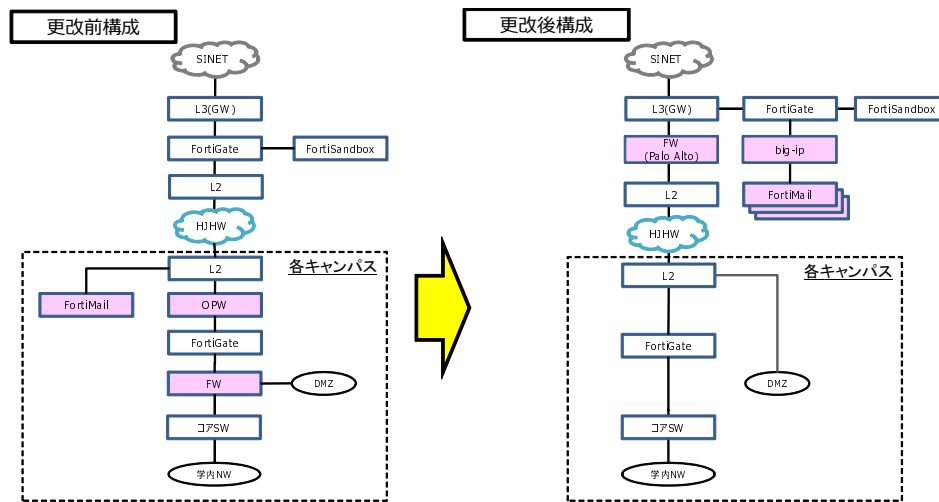 更改前構成
SINET
L3(GW)
FortiGate
FortiSandbox
L2
HJHW
各キャンパス
L2
FortiMail
OPW
FortiGate
FW
DMZ
コアSW
学内NW
更改後構成
SINET
L3(GW)
FortiGate
FortiSandbox
FW
(Palo Alto)
big-ip
L2
FortiMail
HJHW
各キャンパス
L2
FortiGate
DMZ
コアSW
学内NW